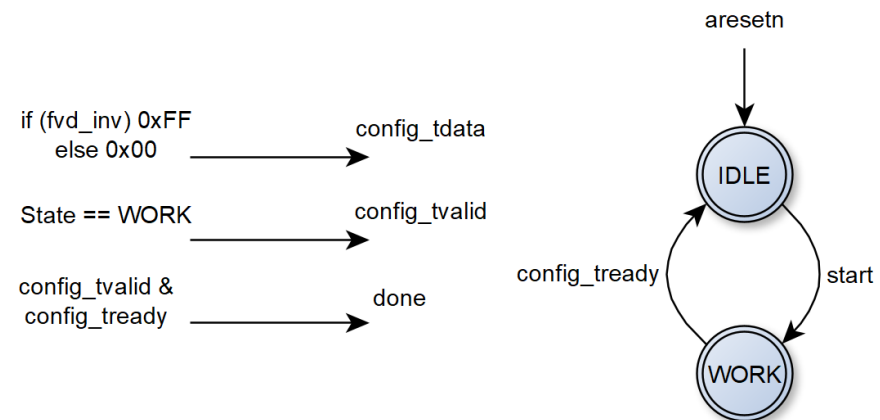 aresetn
if (fvd_inv) 0xFF
else 0x00
config_tdata
IDLE
State == WORK
config_tvalid
config_tready
start
config_tvalid &
config_tready
done
WORK